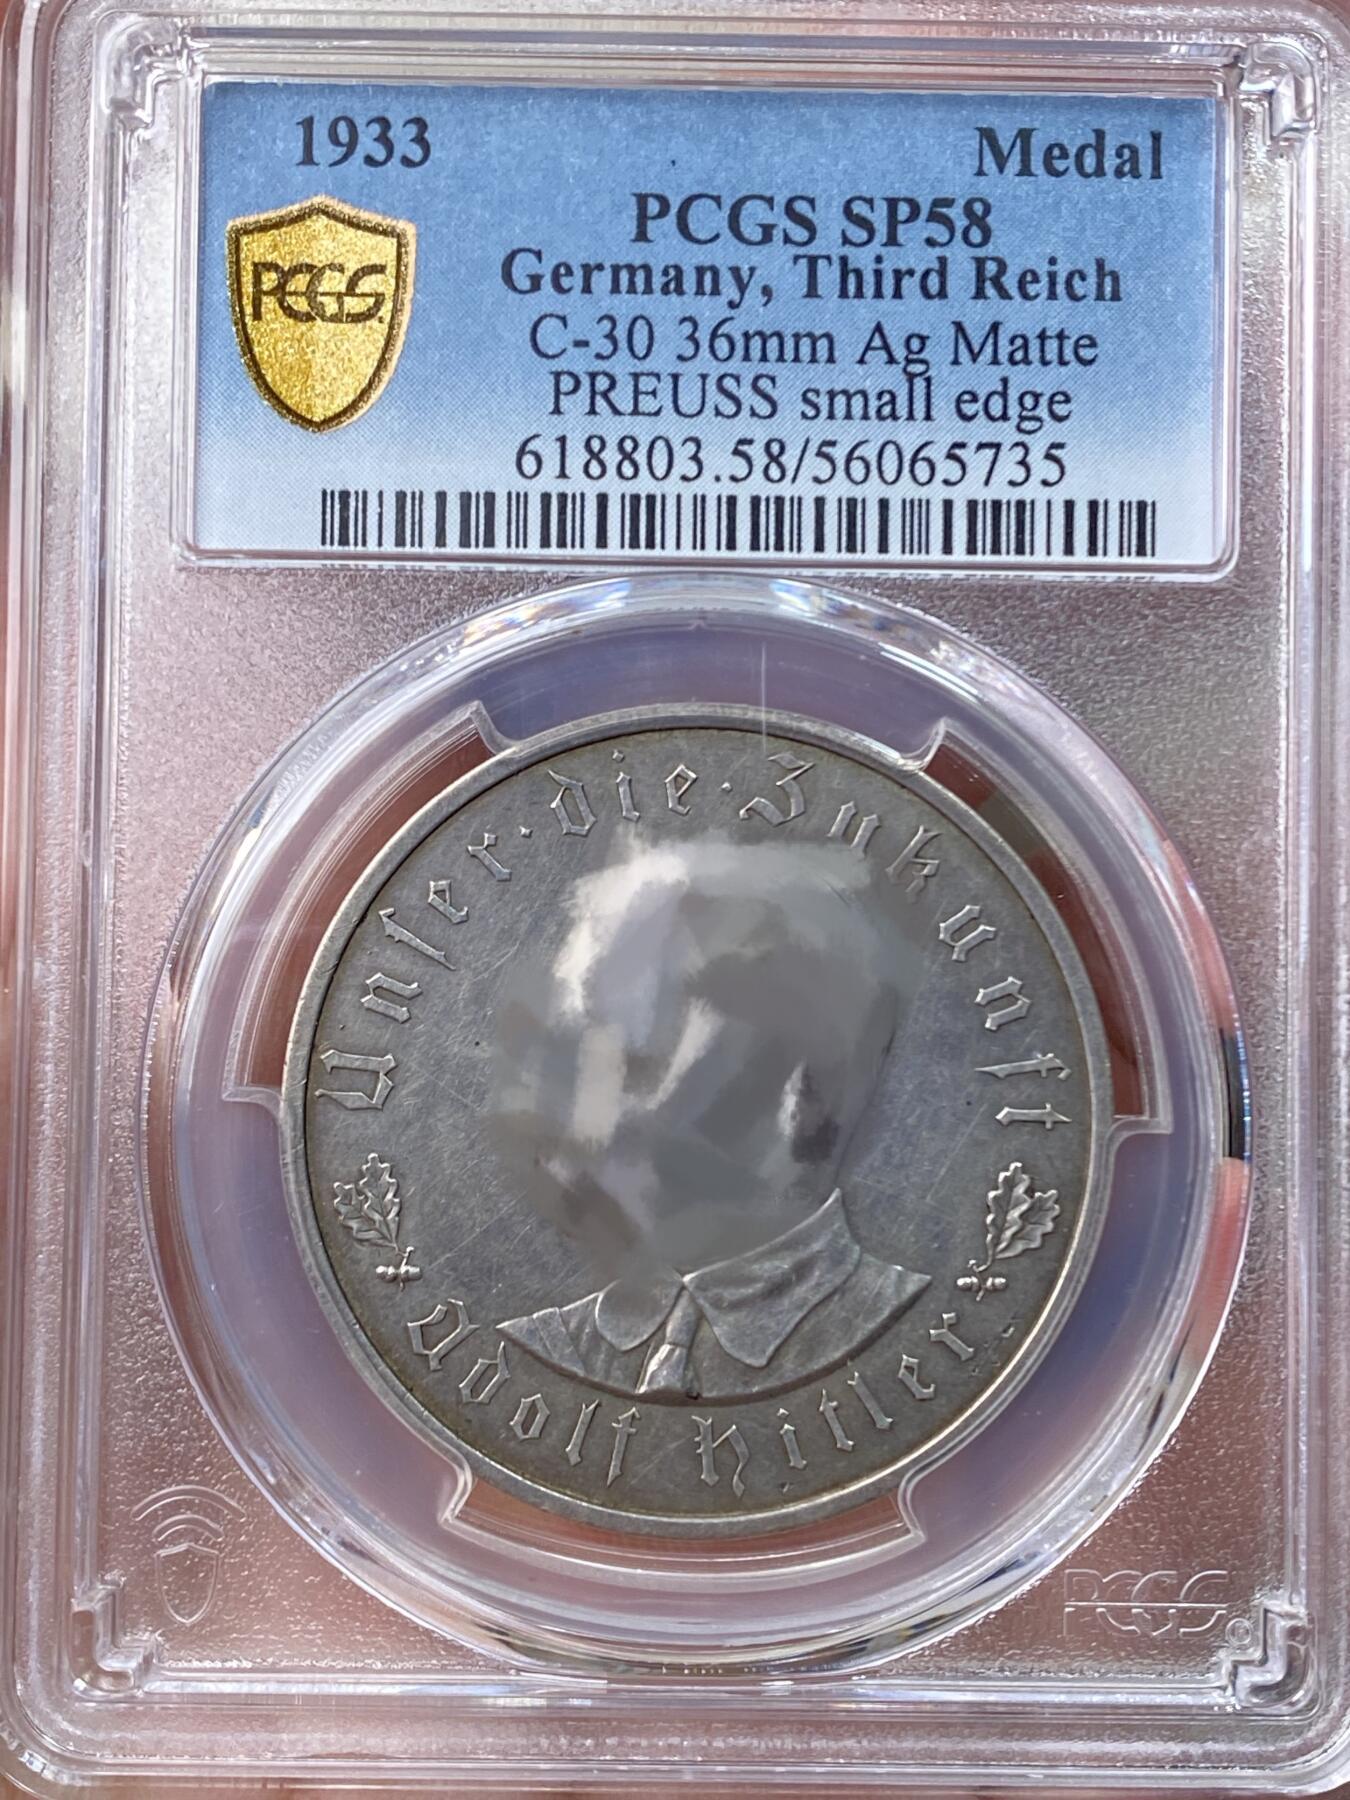 1933
Medal
PCGS
PCGS SP58
Germany, Third Reich
C-30 36mm Ag Matte
PREUSS small edge
618803.58/56065735
Unser · die · Zukunft
Adolf Hitler
PCGS